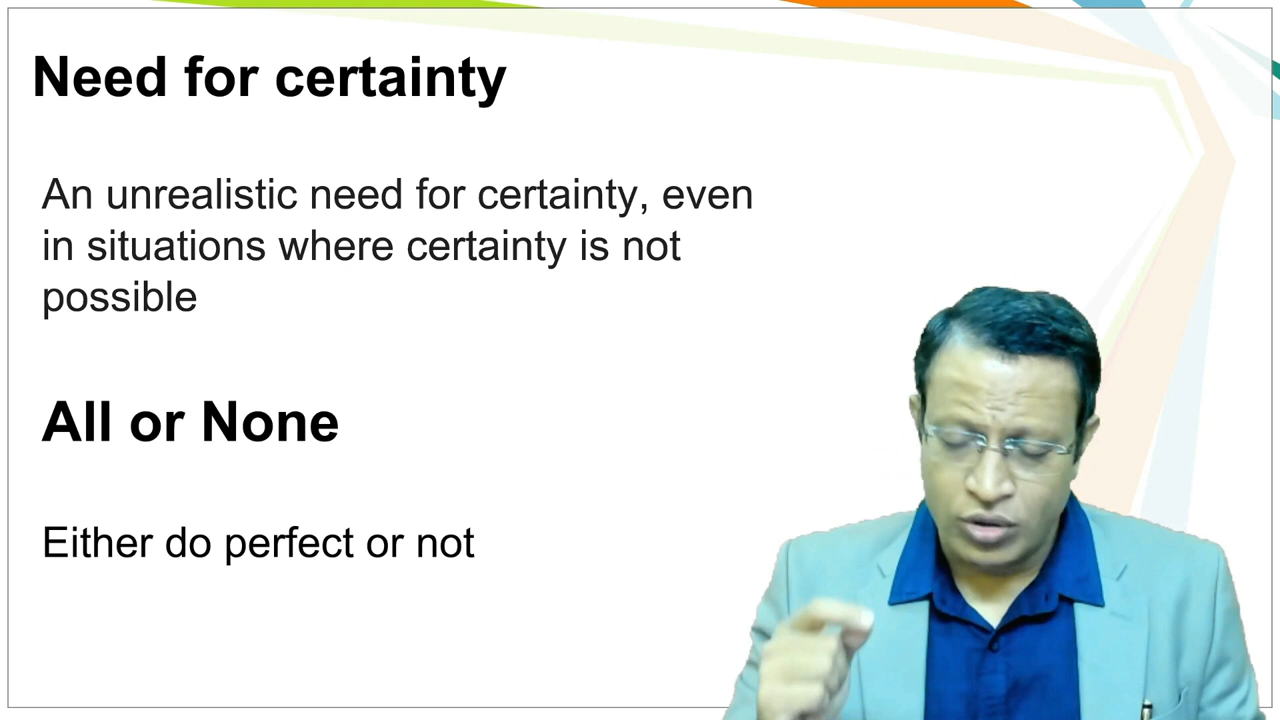 Need for certainty
An unrealistic need for certainty, even
in situations where certainty is not
possible
All or None
Either do perfect or not